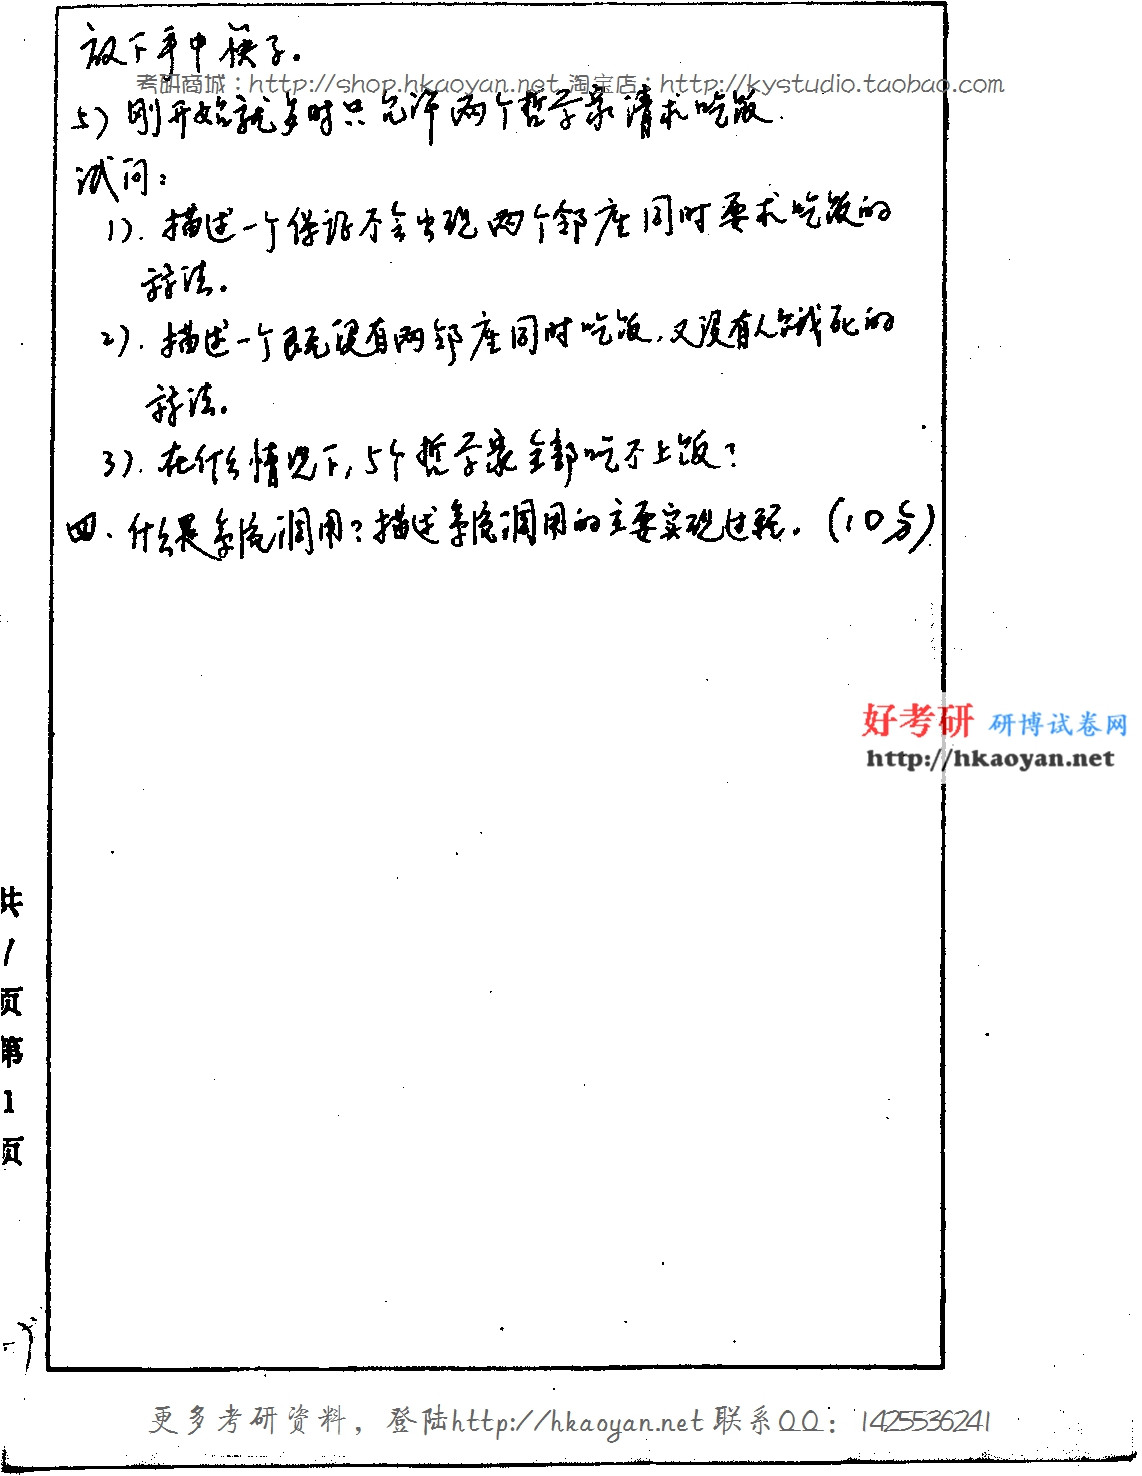 放下手中筷子。
考研商城：http://shop.hkaoyan.net 淘宝店：http://kystudio.taobao.com
5) 刚开始就多时只允许两个哲学家请求吃饭.
试问：
1). 描述一个保证不会出现两个邻座同时要求吃饭的
算法。
2). 描述一个既没有两邻座同时吃饭，又没有人饿死的
算法。
3). 在什么情况下，5个哲学家全部吃不上饭？
四、什么是系统调用？描述系统调用的主要实现过程。(10分)
好考研 研博试卷网
http://hkaoyan.net
共
1
页
第
1
页
更多考研资料，登陆http://hkaoyan.net 联系QQ：1425536241